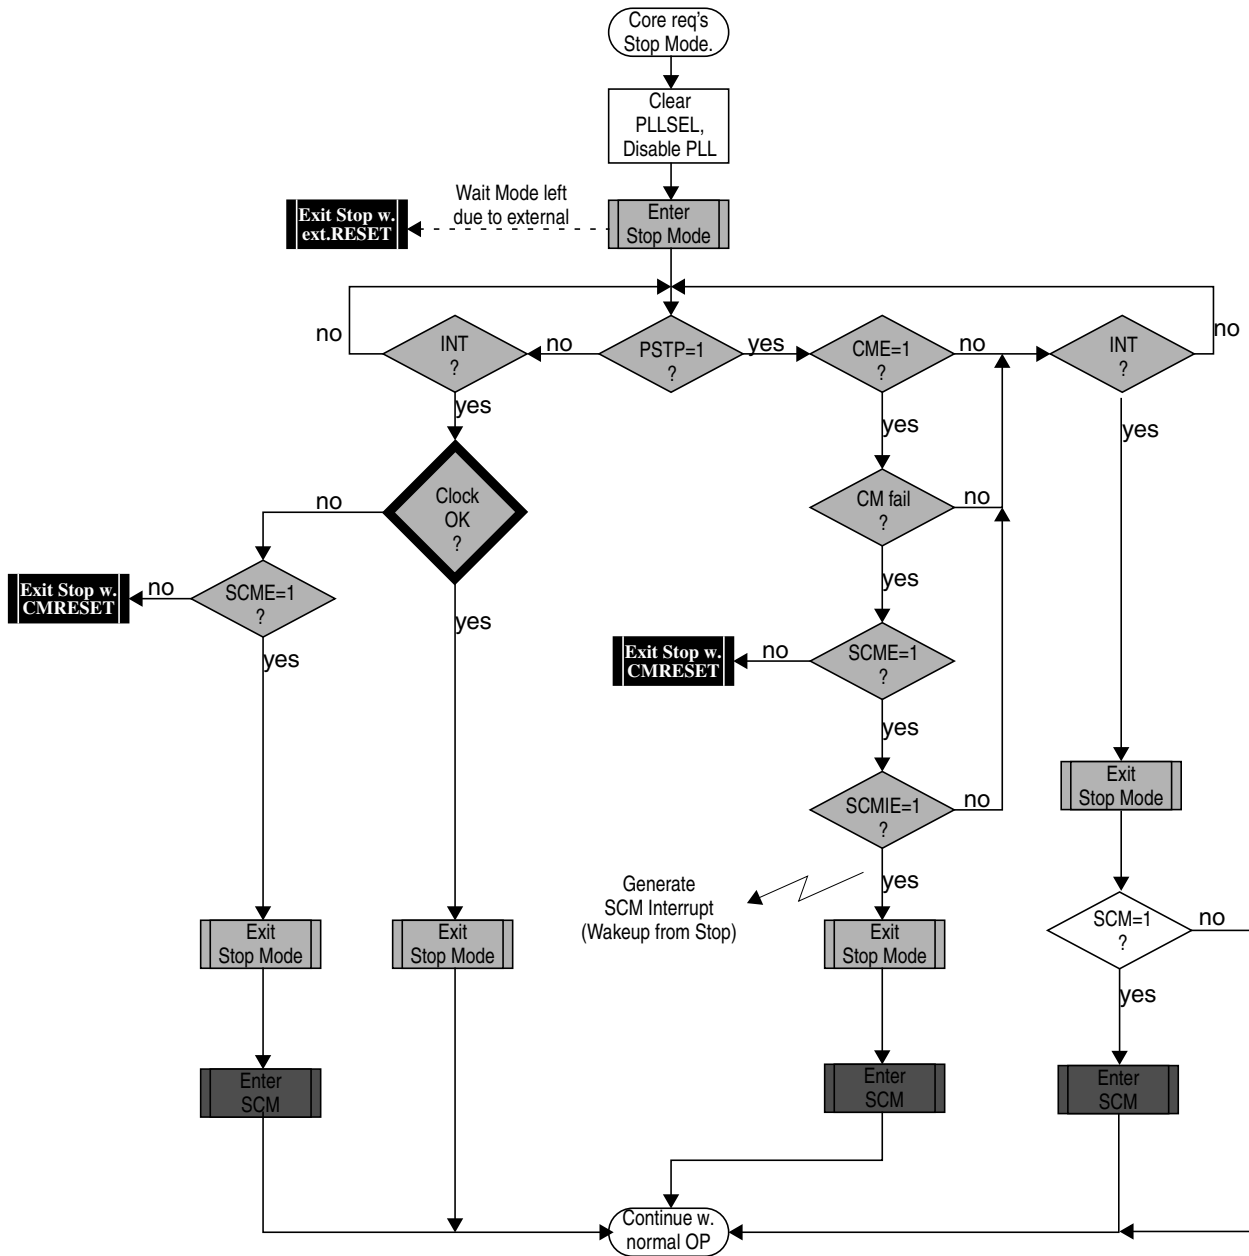 Core req's
Stop Mode.
Clear
PLLSEL,
Disable PLL
Wait Mode left
due to external
Exit Stop w.
ext.RESET
Enter
Stop Mode
no
INT
?
no
PSTP=1
?
yes
CME=1
?
no
INT
?
no
yes
yes
yes
Clock
OK
?
no
CM fail
?
no
yes
Exit Stop w.
CMRESET
no
SCME=1
?
yes
yes
Exit Stop w.
CMRESET
no
SCME=1
?
yes
SCMIE=1
?
no
Exit
Stop Mode
Generate
SCM Interrupt
(Wakeup from Stop)
yes
SCM=1
?
no
Exit
Stop Mode
Exit
Stop Mode
Exit
Stop Mode
yes
Enter
SCM
Enter
SCM
Enter
SCM
Continue w.
normal OP